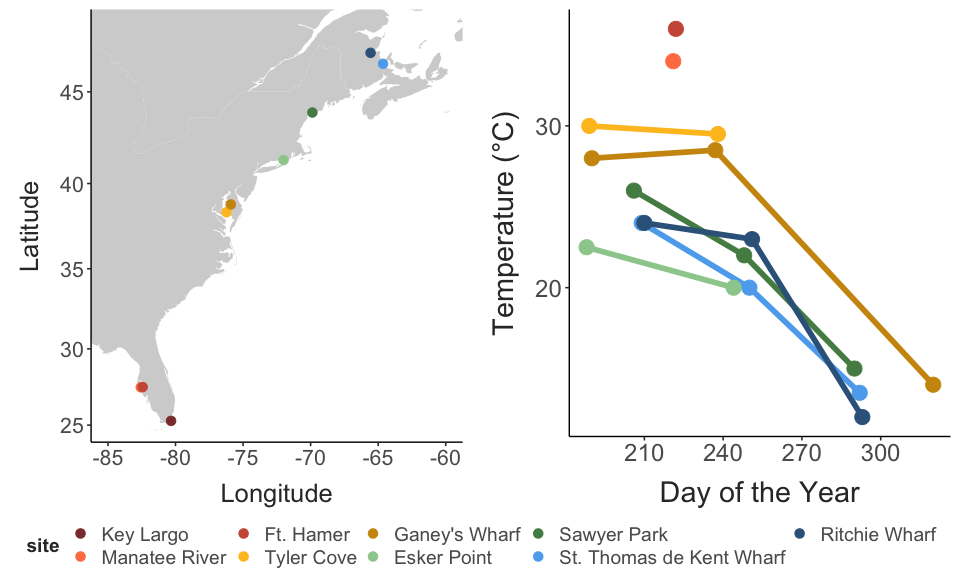 45
40
35
30
25
-85 -80 -75 -70 -65 -60
Latitude
Longitude
30
20
210 240 270 300
Temperature (°C)
Day of the Year
site
Key Largo
Manatee River
Ft. Hamer
Tyler Cove
Ganey's Wharf
Esker Point
Sawyer Park
St. Thomas de Kent Wharf
Ritchie Wharf